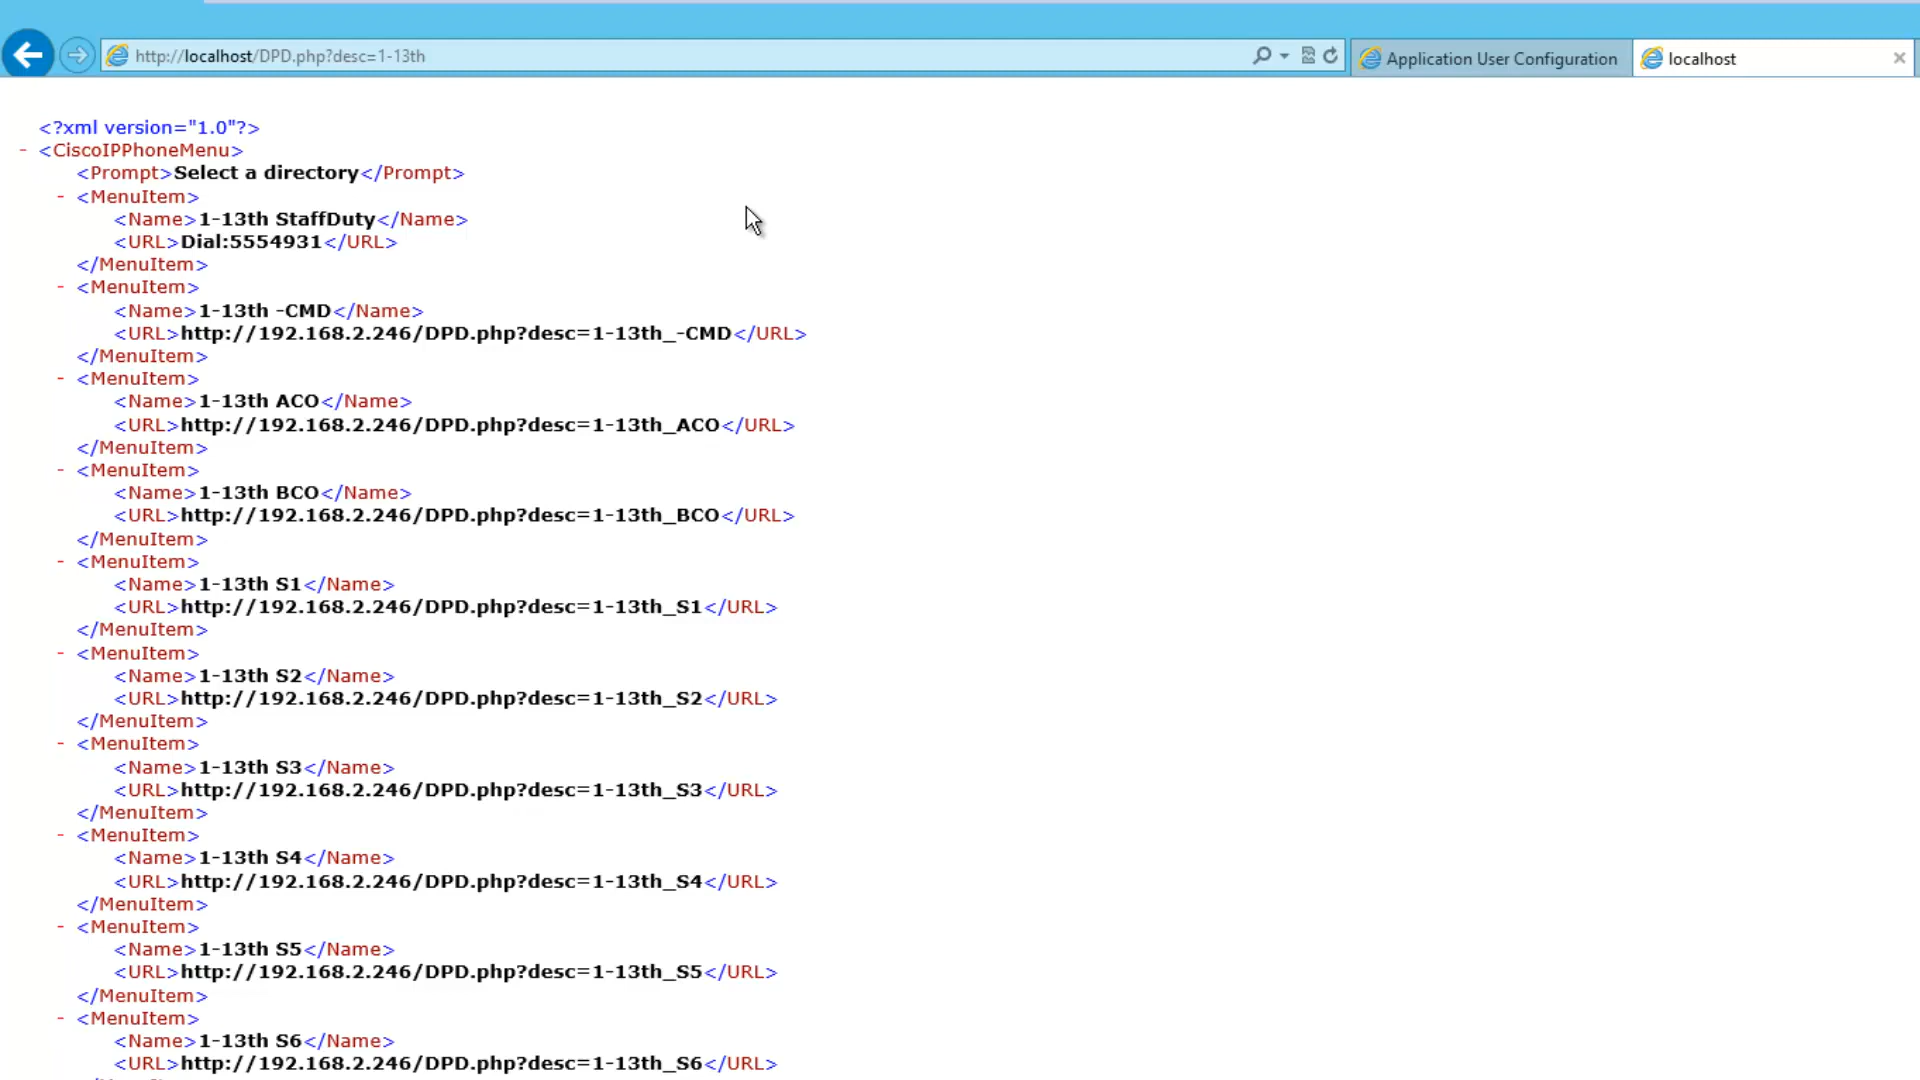 http://localhost/DPD.php?desc=1-13th
Application User Configuration
localhost
<?xml version="1.0"?>
- <CiscoIPPhoneMenu>
<Prompt>Select a directory</Prompt>
- <MenuItem>
<Name>1-13th StaffDuty</Name>
<URL>Dial:5554931</URL>
</MenuItem>
- <MenuItem>
<Name>1-13th -CMD</Name>
<URL>http://192.168.2.246/DPD.php?desc=1-13th_-CMD</URL>
</MenuItem>
- <MenuItem>
<Name>1-13th ACO</Name>
<URL>http://192.168.2.246/DPD.php?desc=1-13th_ACO</URL>
</MenuItem>
- <MenuItem>
<Name>1-13th BCO</Name>
<URL>http://192.168.2.246/DPD.php?desc=1-13th_BCO</URL>
</MenuItem>
- <MenuItem>
<Name>1-13th S1</Name>
<URL>http://192.168.2.246/DPD.php?desc=1-13th_S1</URL>
</MenuItem>
- <MenuItem>
<Name>1-13th S2</Name>
<URL>http://192.168.2.246/DPD.php?desc=1-13th_S2</URL>
</MenuItem>
- <MenuItem>
<Name>1-13th S3</Name>
<URL>http://192.168.2.246/DPD.php?desc=1-13th_S3</URL>
</MenuItem>
- <MenuItem>
<Name>1-13th S4</Name>
<URL>http://192.168.2.246/DPD.php?desc=1-13th_S4</URL>
</MenuItem>
- <MenuItem>
<Name>1-13th S5</Name>
<URL>http://192.168.2.246/DPD.php?desc=1-13th_S5</URL>
</MenuItem>
- <MenuItem>
<Name>1-13th S6</Name>
<URL>http://192.168.2.246/DPD.php?desc=1-13th_S6</URL>